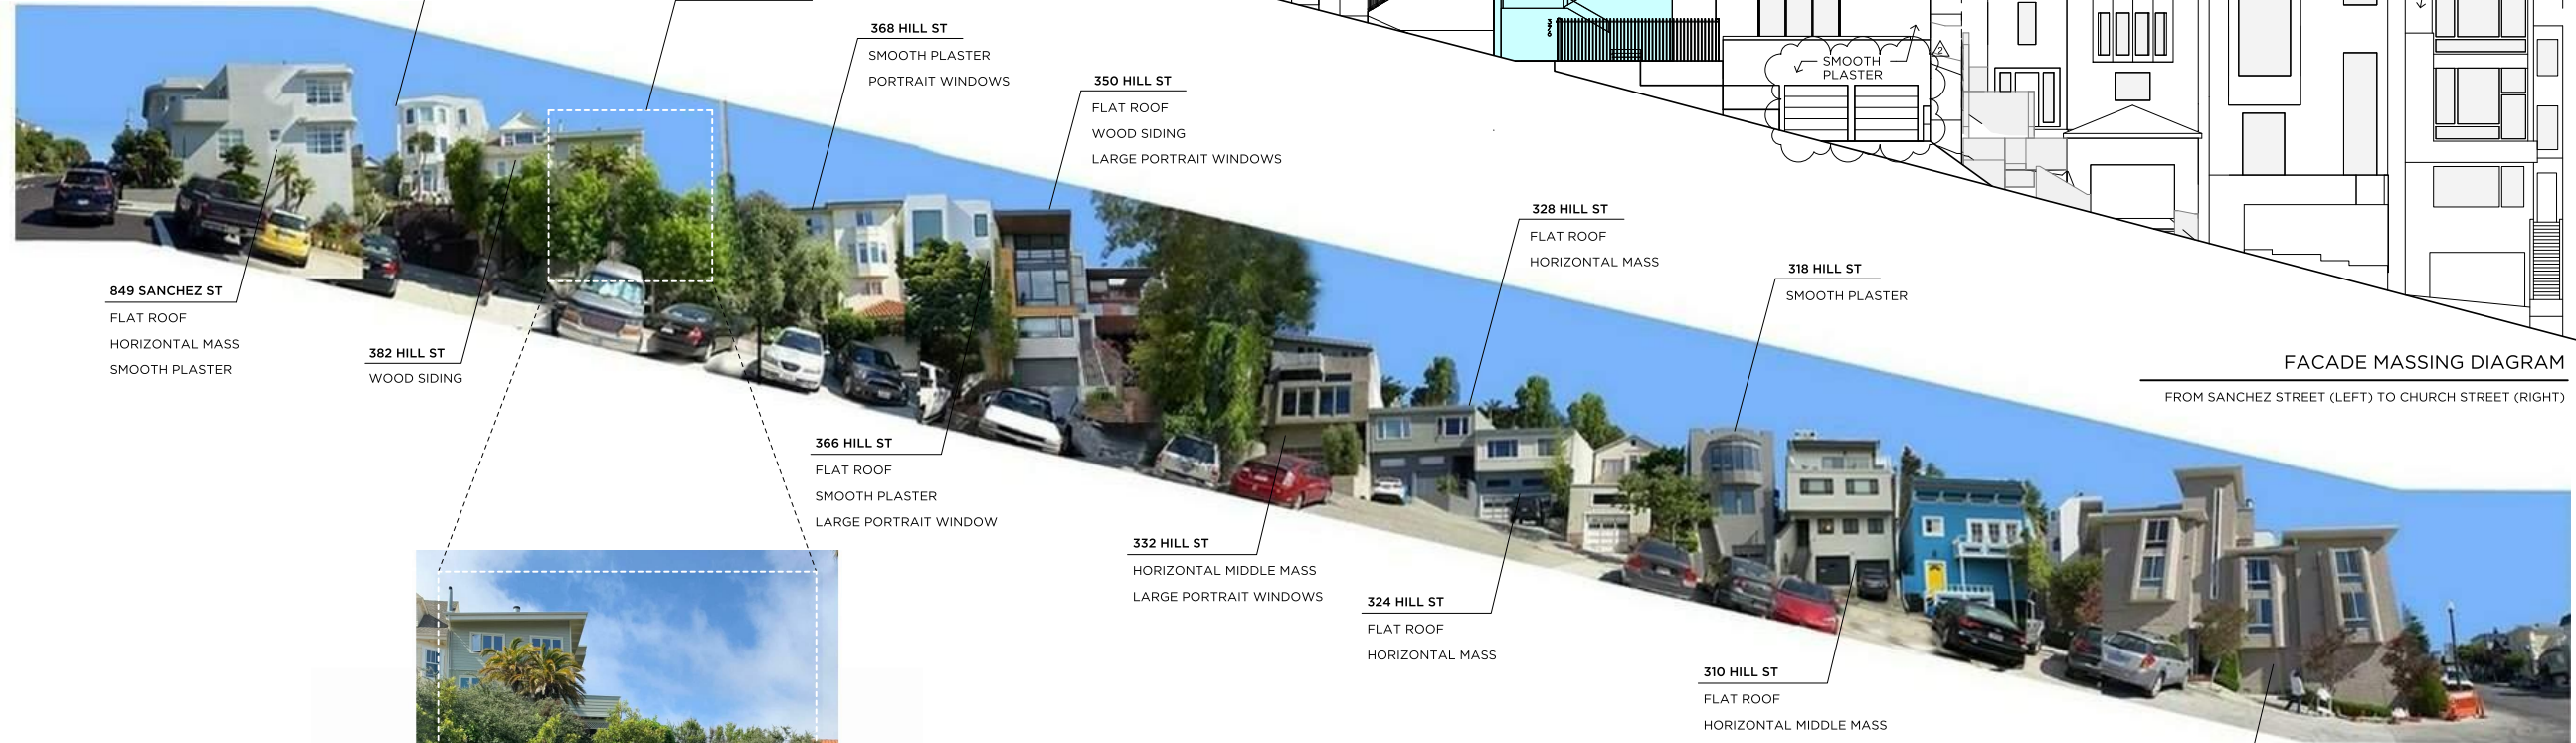 368 HILL ST
SMOOTH PLASTER
PORTRAIT WINDOWS
350 HILL ST
FLAT ROOF
WOOD SIDING
LARGE PORTRAIT WINDOWS
SMOOTH
PLASTER
2
328 HILL ST
FLAT ROOF
HORIZONTAL MASS
318 HILL ST
SMOOTH PLASTER
849 SANCHEZ ST
FLAT ROOF
HORIZONTAL MASS
SMOOTH PLASTER
382 HILL ST
WOOD SIDING
FACADE MASSING DIAGRAM
FROM SANCHEZ STREET (LEFT) TO CHURCH STREET (RIGHT)
366 HILL ST
FLAT ROOF
SMOOTH PLASTER
LARGE PORTRAIT WINDOW
332 HILL ST
HORIZONTAL MIDDLE MASS
LARGE PORTRAIT WINDOWS
324 HILL ST
FLAT ROOF
HORIZONTAL MASS
310 HILL ST
FLAT ROOF
HORIZONTAL MIDDLE MASS